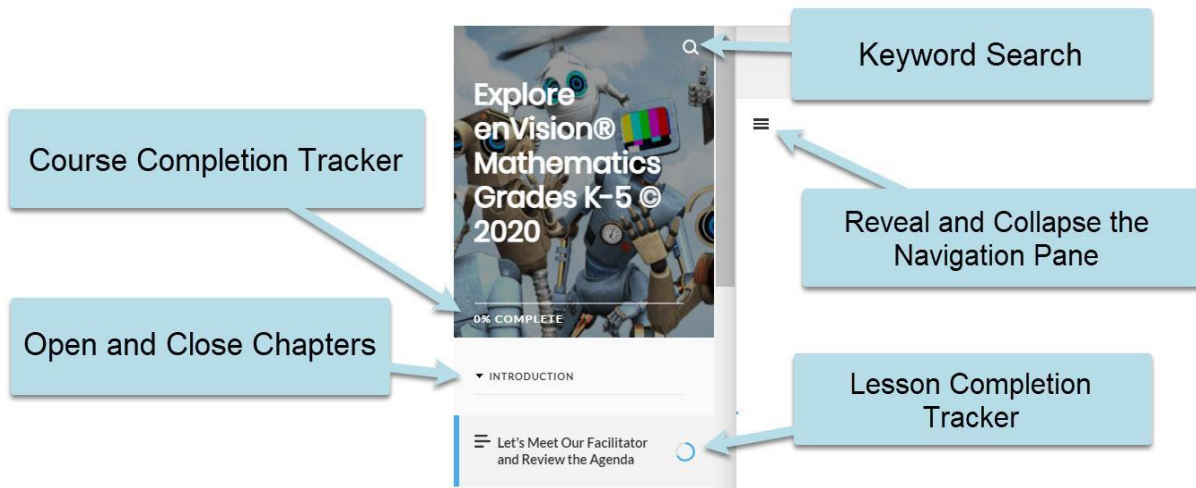 Keyword Search
Explore
enVision®
Mathematics
Grades K-5 ©
2020
Course Completion Tracker
Reveal and Collapse the
Navigation Pane
0% COMPLETE
Open and Close Chapters
INTRODUCTION
Lesson Completion
Tracker
Let's Meet Our Facilitator
and Review the Agenda